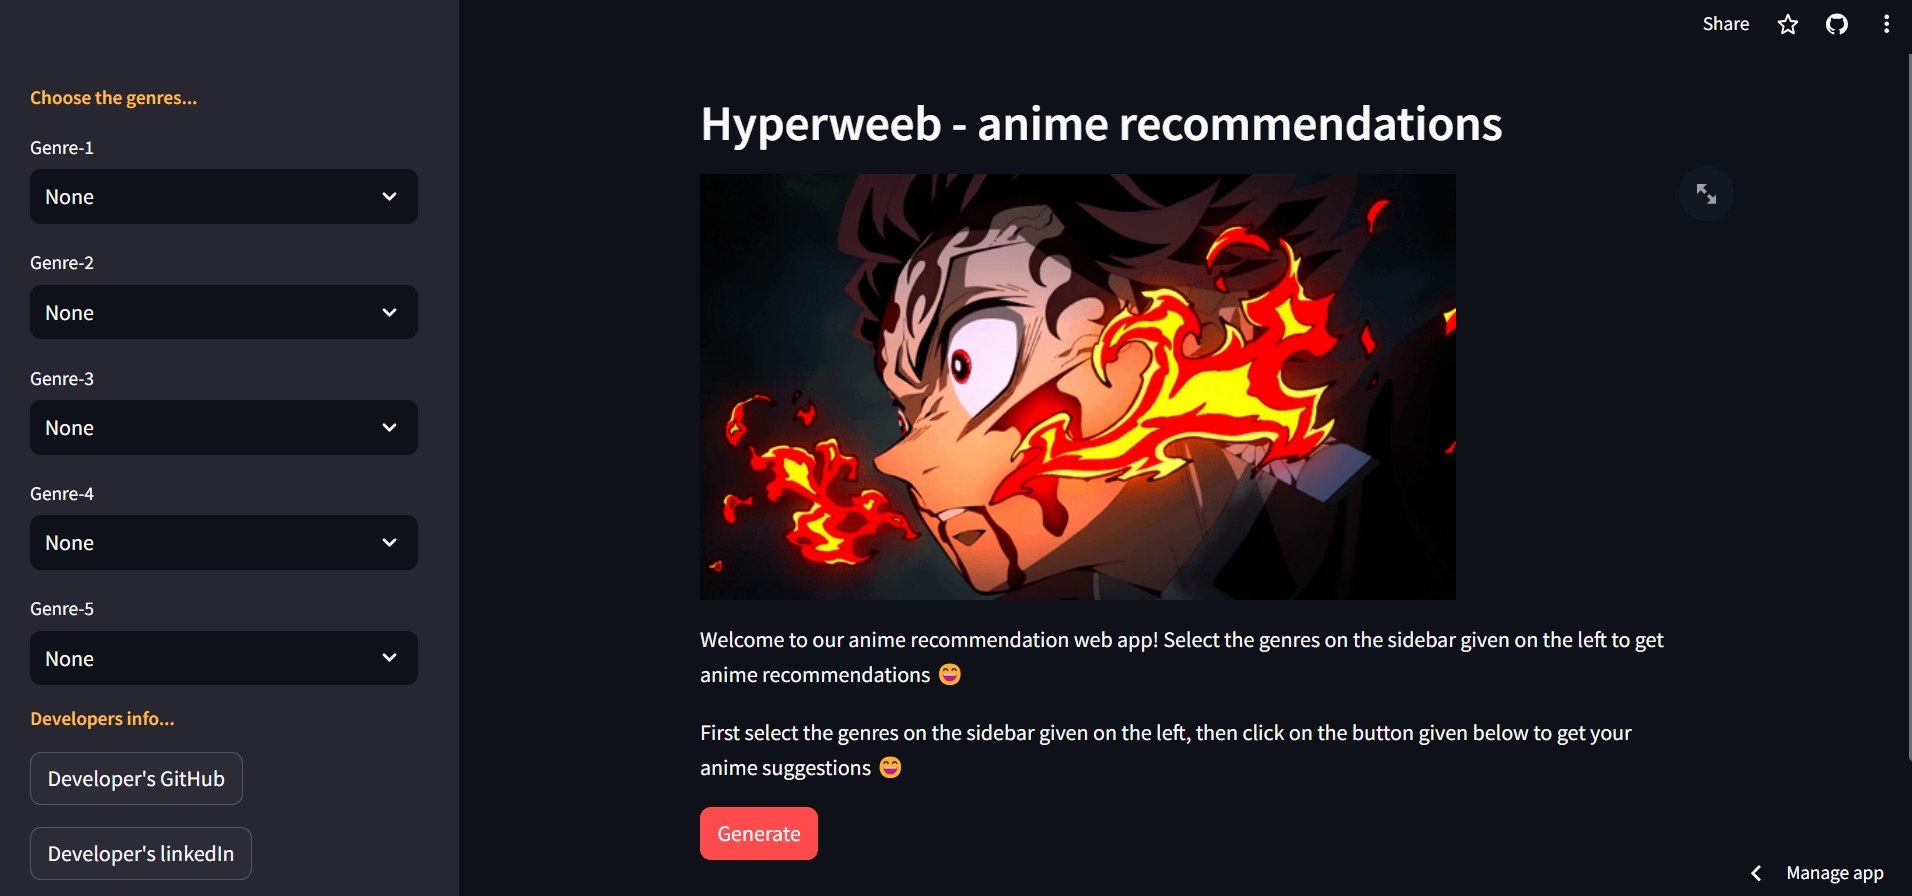 Share
Choose the genres...
Genre-1
None
Genre-2
None
Genre-3
None
Genre-4
None
Genre-5
None
Developers info...
Developer's GitHub
Developer's linkedIn
Hyperweeb - anime recommendations
Welcome to our anime recommendation web app! Select the genres on the sidebar given on the left to get
anime recommendations 😄
First select the genres on the sidebar given on the left, then click on the button given below to get your
anime suggestions 😄
Generate
Manage app